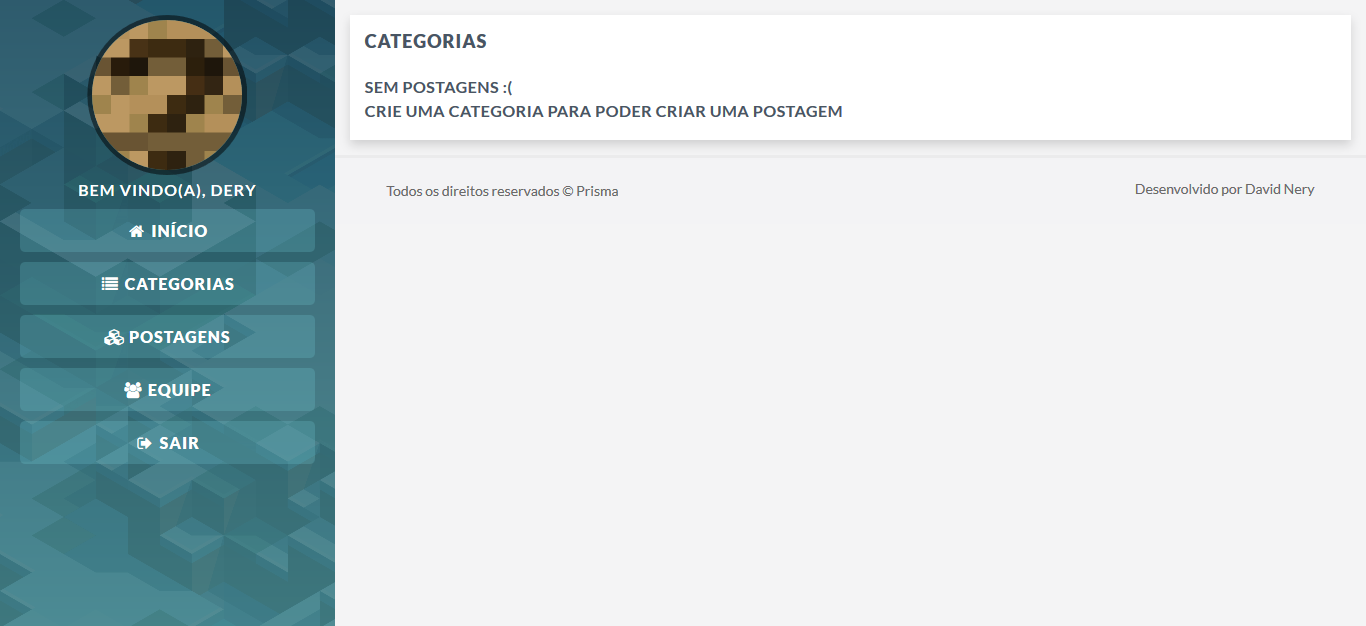 BEM VINDO(A), DERY
INÍCIO
CATEGORIAS
POSTAGENS
EQUIPE
SAIR
CATEGORIAS
SEM POSTAGENS :(
CRIE UMA CATEGORIA PARA PODER CRIAR UMA POSTAGEM
Todos os direitos reservados © Prisma
Desenvolvido por David Nery